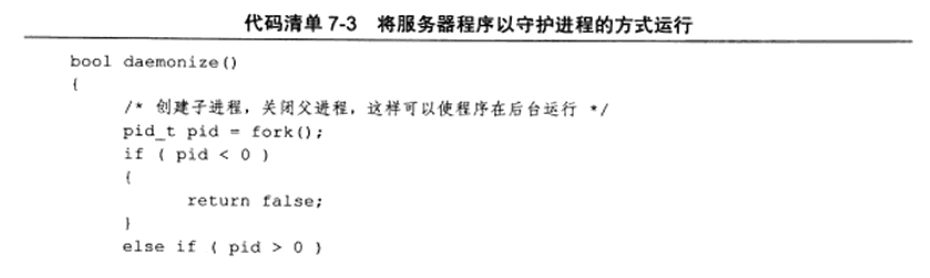 代码清单 7-3 将服务器程序以守护进程的方式运行
bool daemonize()
{
/* 创建子进程，关闭父进程，这样可以使程序在后台运行 */
pid_t pid = fork();
if ( pid < 0 )
{
return false;
}
else if ( pid > 0 )